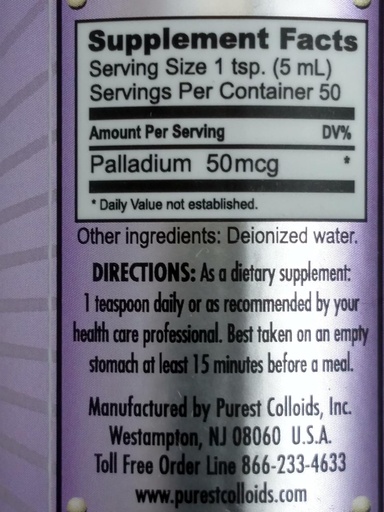 Supplement Facts
Serving Size 1 tsp. (5 mL)
Servings Per Container 50
Amount Per Serving DV%
Palladium 50mcg *
* Daily Value not established.
Other ingredients: Deionized water.
DIRECTIONS: As a dietary supplement:
1 teaspoon daily or as recommended by your
health care professional. Best taken on an empty
stomach at least 15 minutes before a meal.
Manufactured by Purest Colloids, Inc.
Westampton, NJ 08060 U.S.A.
Toll Free Order Line 866-233-4633
www.purestcolloids.com